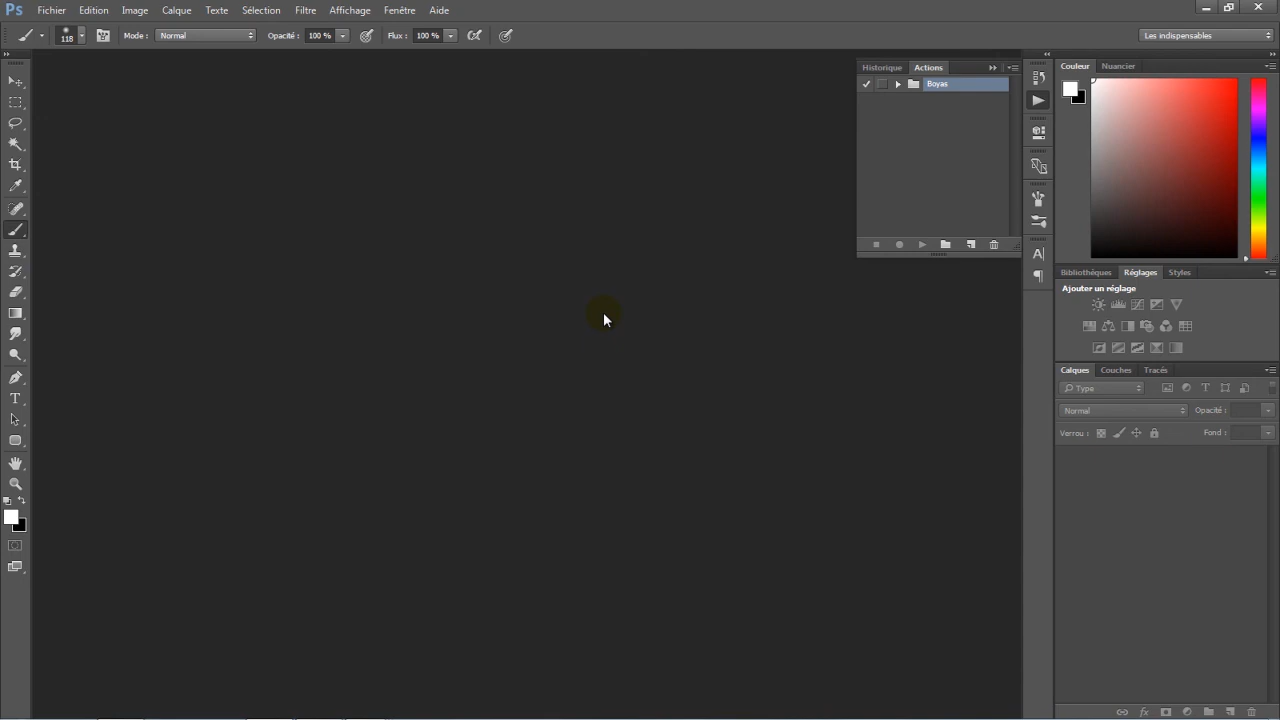 Ps Fichier Edition Image Calque Texte Sélection Filtre Affichage Fenêtre Aide
118 Mode : Normal Opacité : 100 % Flux : 100 % Les indispensables
Historique Actions
Boyas
Couleur Nuancier
Bibliothèques Réglages Styles
Ajouter un réglage
Calques Couches Tracés
Type
Normal Opacité :
Verrou : Fond :